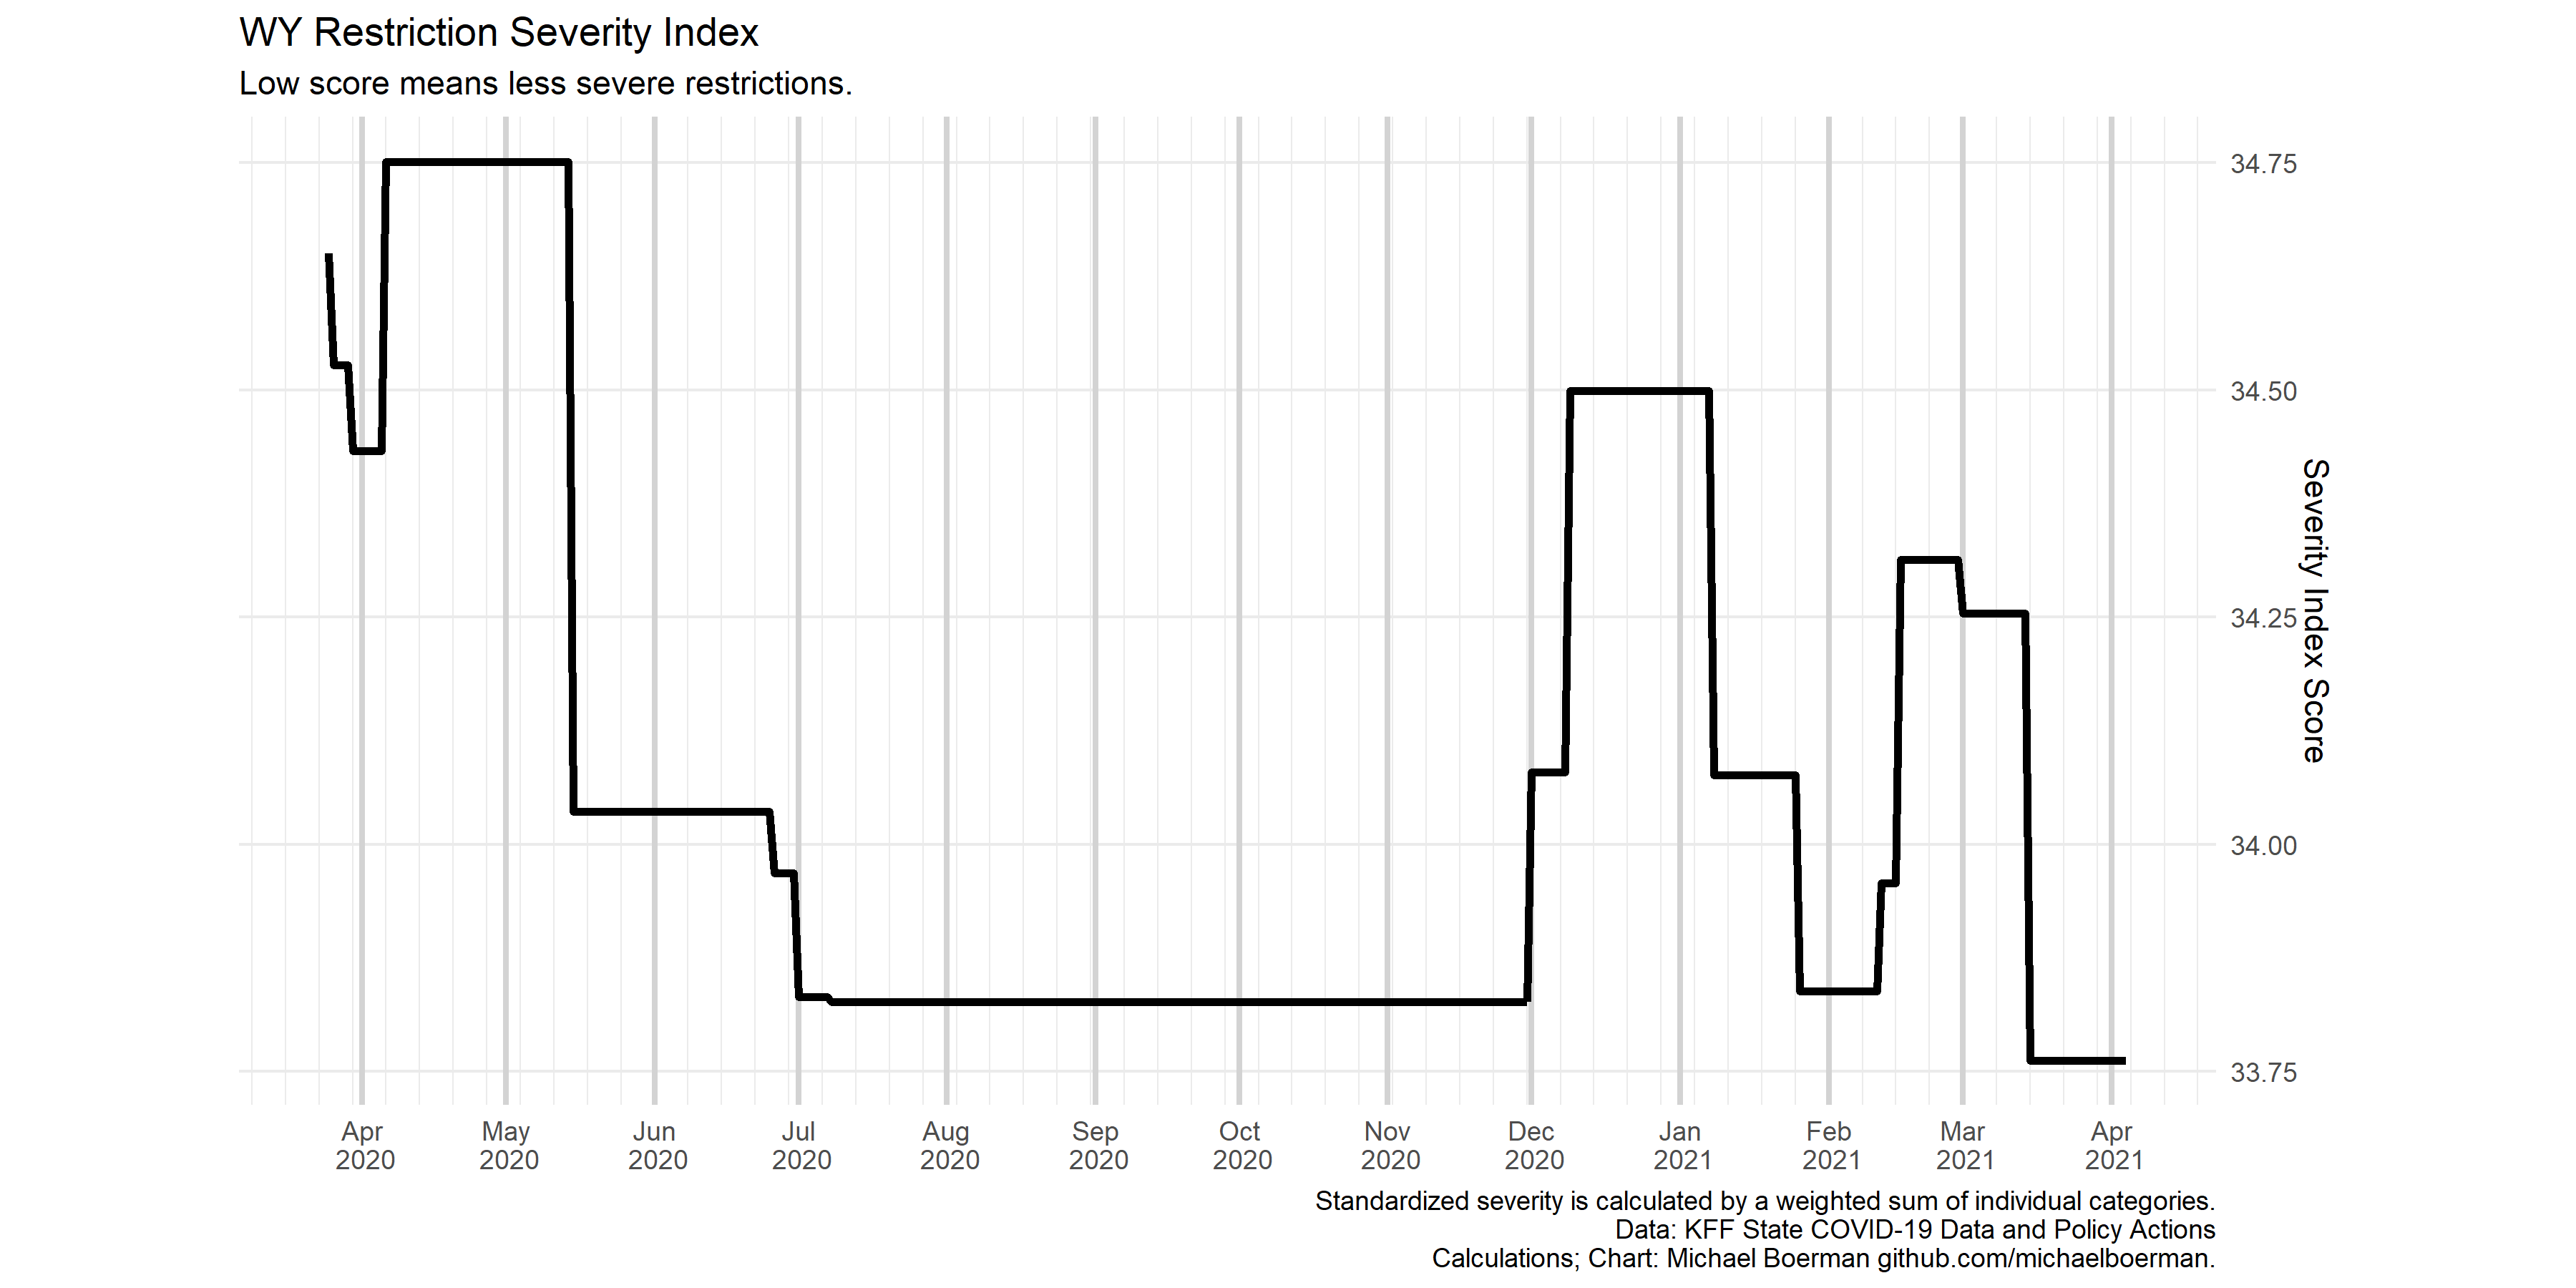 WY Restriction Severity Index
Low score means less severe restrictions.
34.75
34.50
34.25
34.00
33.75
Severity Index Score
Apr
2020
May
2020
Jun
2020
Jul
2020
Aug
2020
Sep
2020
Oct
2020
Nov
2020
Dec
2020
Jan
2021
Feb
2021
Mar
2021
Apr
2021
Standardized severity is calculated by a weighted sum of individual categories.
Data: KFF State COVID-19 Data and Policy Actions
Calculations; Chart: Michael Boerman github.com/michaelboerman.